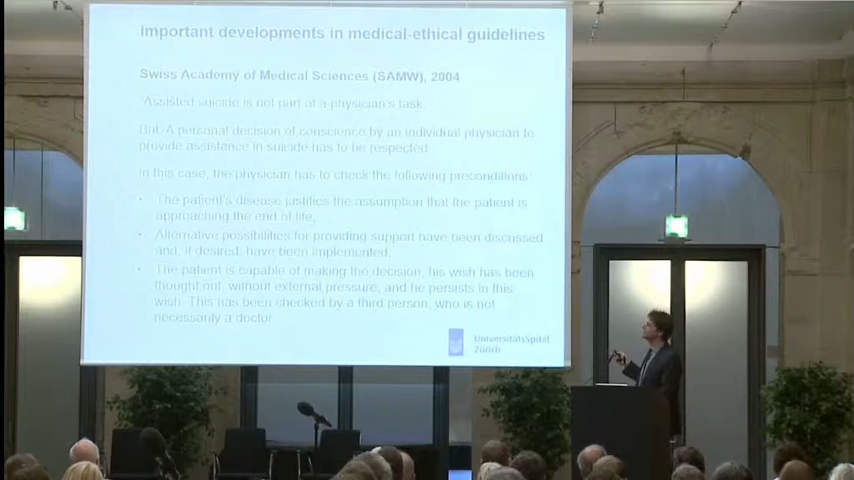 Important developments in medical-ethical guidelines
Swiss Academy of Medical Sciences (SAMW), 2004
"Assisted suicide is not part of a physician's task.
But: A personal decision of conscience by an individual physician to
provide assistance in suicide has to be respected.
In this case, the physician has to check the following preconditions:
• The patient's disease justifies the assumption that the patient is
approaching the end of life;
• Alternative possibilities for providing support have been discussed
and, if desired, have been implemented;
• The patient is capable of making the decision, his wish has been
thought out, without external pressure, and he persists in this
wish. This has been checked by a third person, who is not
necessarily a doctor.
UniversitätsSpital
Zürich